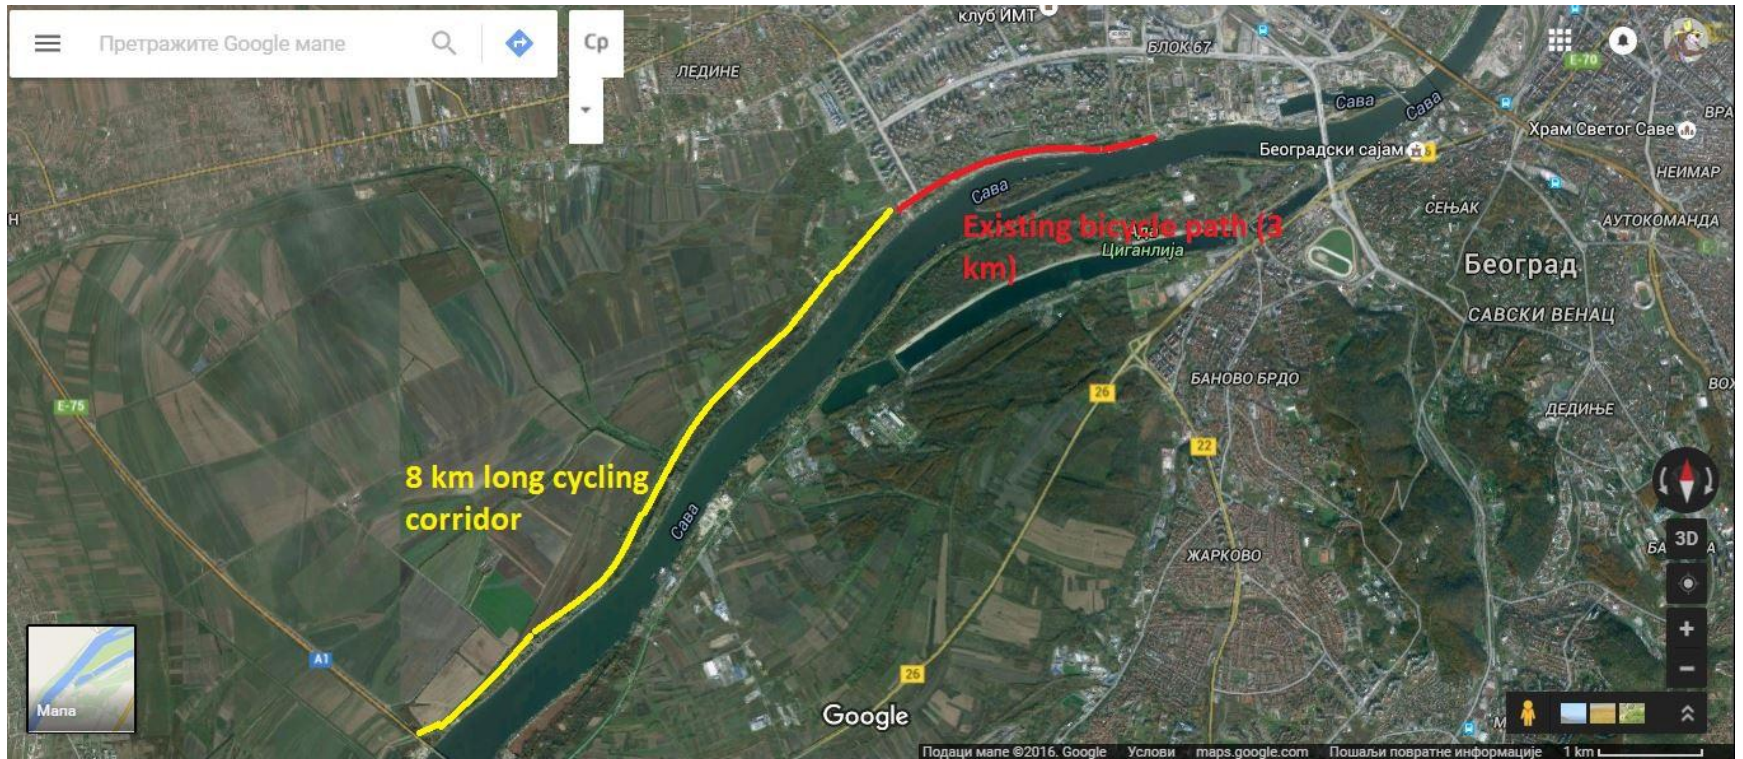 Претражите Google мапе
Ср
клуб ИМТ
БЛОК 67
ЛЕДИНЕ
E-70
Сава
Сава
ВРА
Храм Светог Саве
Београдски сајам
НЕИМАР
Сава
СЕЊАК
АУТОКОМАНДА
Н
Existing bicycle path (3
km)
Ада
Циганлија
Београд
САВСКИ ВЕНАЦ
БАНОВО БРДО
26
E-75
ДЕДИЊЕ
ВОЖ
22
8 km long cycling
corridor
Сава
ЖАРКОВО
3D
A1
26
Мапа
Google
Подаци мапе ©2016. Google Услови maps.google.com Пошаљи повратне информације 1 km